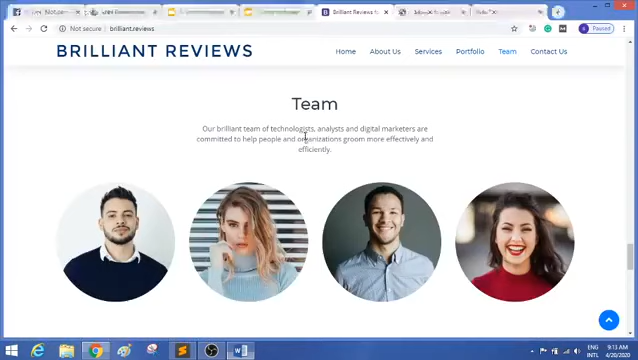 Brilliant Reviews f
Not secure | brilliant.reviews
Paused
BRILLIANT REVIEWS
Home About Us Services Portfolio Team Contact Us
Team
Our brilliant team of technologists, analysts and digital marketers are
committed to help people and organizations groom more effectively and
efficiently.
ENG 9:13 AM
INTL 4/28/2020